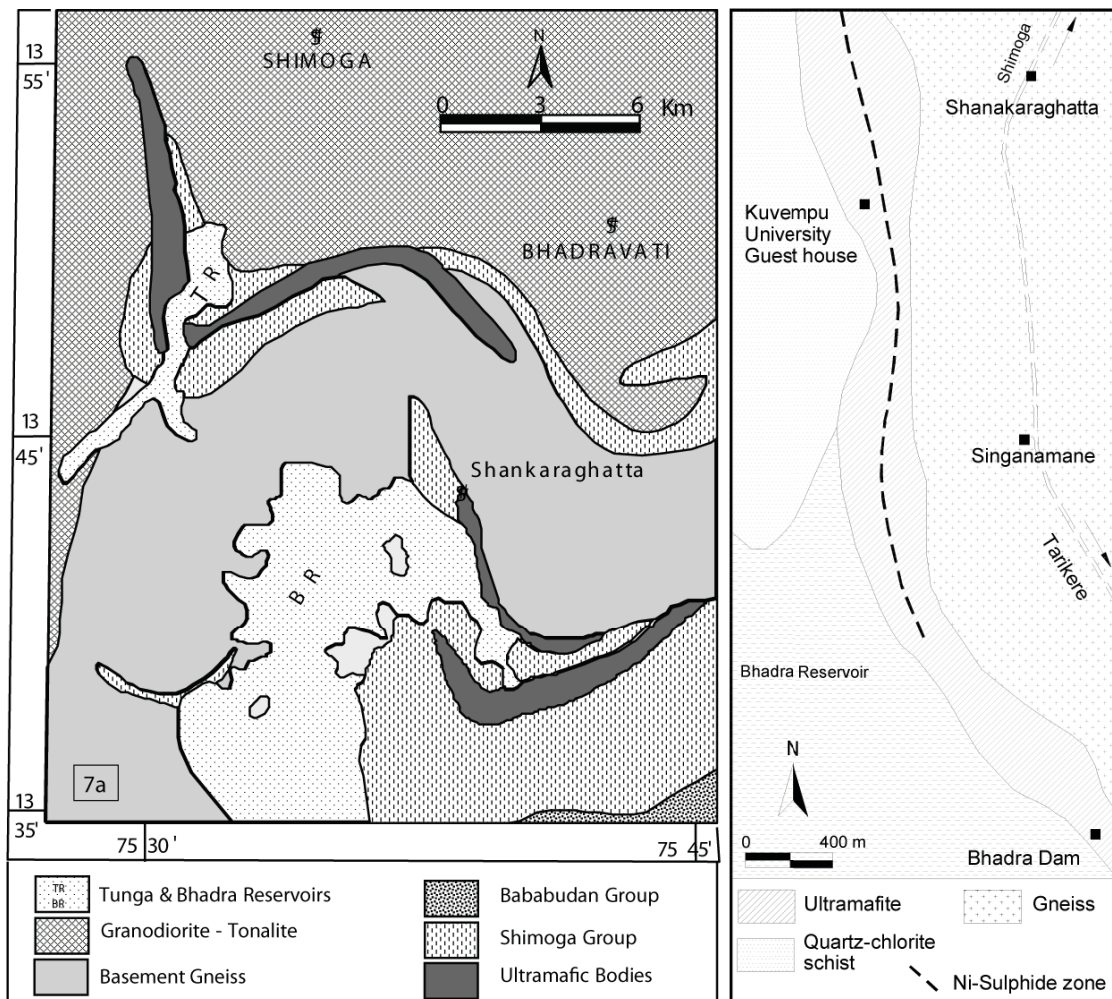 13
55'
13
45'
13
35'
75
30'
75
45'
SHIMOGA
N
0
3
6
Km
BHADRAVATI
TR
Shankaraghatta
BR
7a
TR
BR
Tunga & Bhadra Reservoirs
Granodiorite - Tonalite
Basement Gneiss
Bababudan Group
Shimoga Group
Ultramafic Bodies
Shimoga
Shanakaraghatta
Kuvempu
University
Guest house
Singanamane
Tarikere
Bhadra Reservoir
N
0
400 m
Bhadra Dam
Ultramafite
Gneiss
Quartz-chlorite
schist
Ni-Sulphide zone